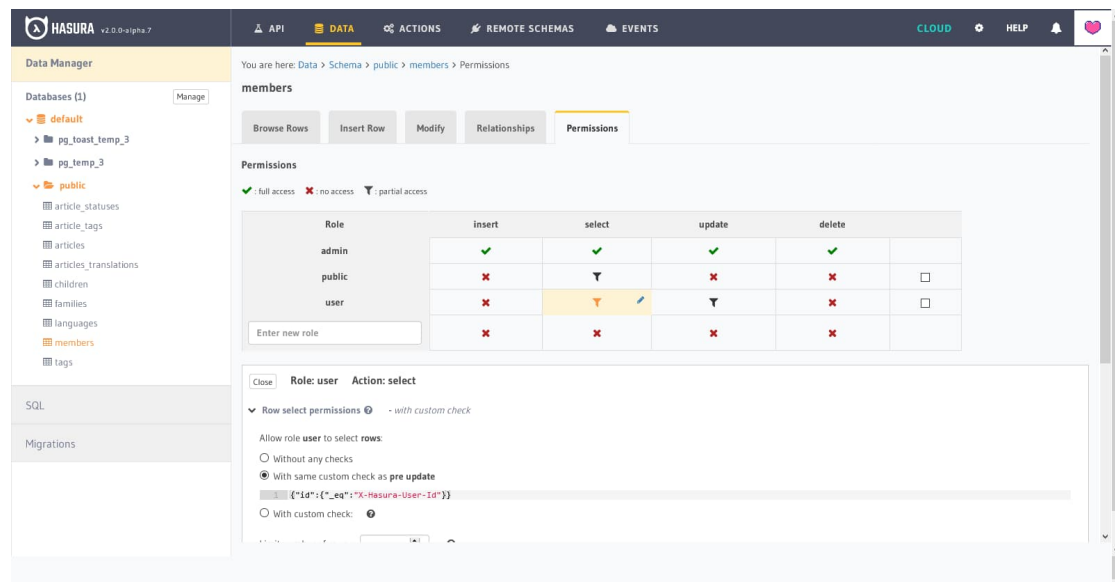 HASURA v2.0.0-alpha.7 API DATA ACTIONS REMOTE SCHEMAS EVENTS CLOUD HELP
Data Manager
Databases (1) Manage
default
pg_toast_temp_3
pg_temp_3
public
article_statuses
article_tags
articles
articles_translations
children
families
languages
members
tags
SQL
Migrations
You are here: Data > Schema > public > members > Permissions
members
Browse Rows Insert Row Modify Relationships Permissions
Permissions
: full access : no access : partial access
Role insert select update delete
admin
public
user
Enter new role
Close Role: user Action: select
Row select permissions - with custom check
Allow role user to select rows:
Without any checks
With same custom check as pre update
1 {"id":{"_eq":"X-Hasura-User-Id"}}
With custom check: